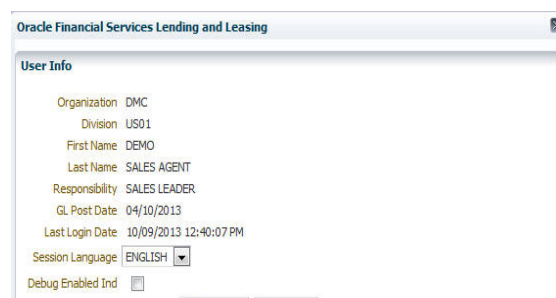 Oracle Financial Services Lending and Leasing
User Info
Organization DMC
Division US01
First Name DEMO
Last Name SALES AGENT
Responsibility SALES LEADER
GL Post Date 04/10/2013
Last Login Date 10/09/2013 12:40:07 PM
Session Language ENGLISH
Debug Enabled Ind